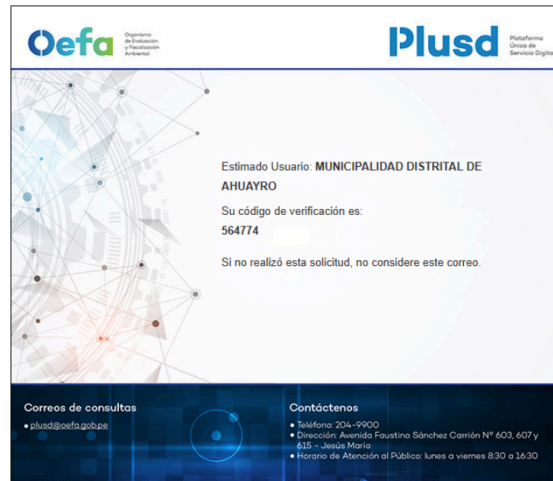 Oefa
Organismo
de Evaluación
y Fiscalización
Ambiental
Plusd
Plataforma
Única de
Servicio Digital
Estimado Usuario: MUNICIPALIDAD DISTRITAL DE
AHUAYRO
Su código de verificación es:
564774
Si no realizó esta solicitud, no considere este correo.
Correos de consultas
• plusd@oefa.gob.pe
Contáctenos
• Teléfono: 204-9900
• Dirección: Avenida Faustino Sánchez Carrión N° 603, 607 y
615 - Jesús María
• Horario de Atención al Público: lunes a viernes 8:30 a 16:30